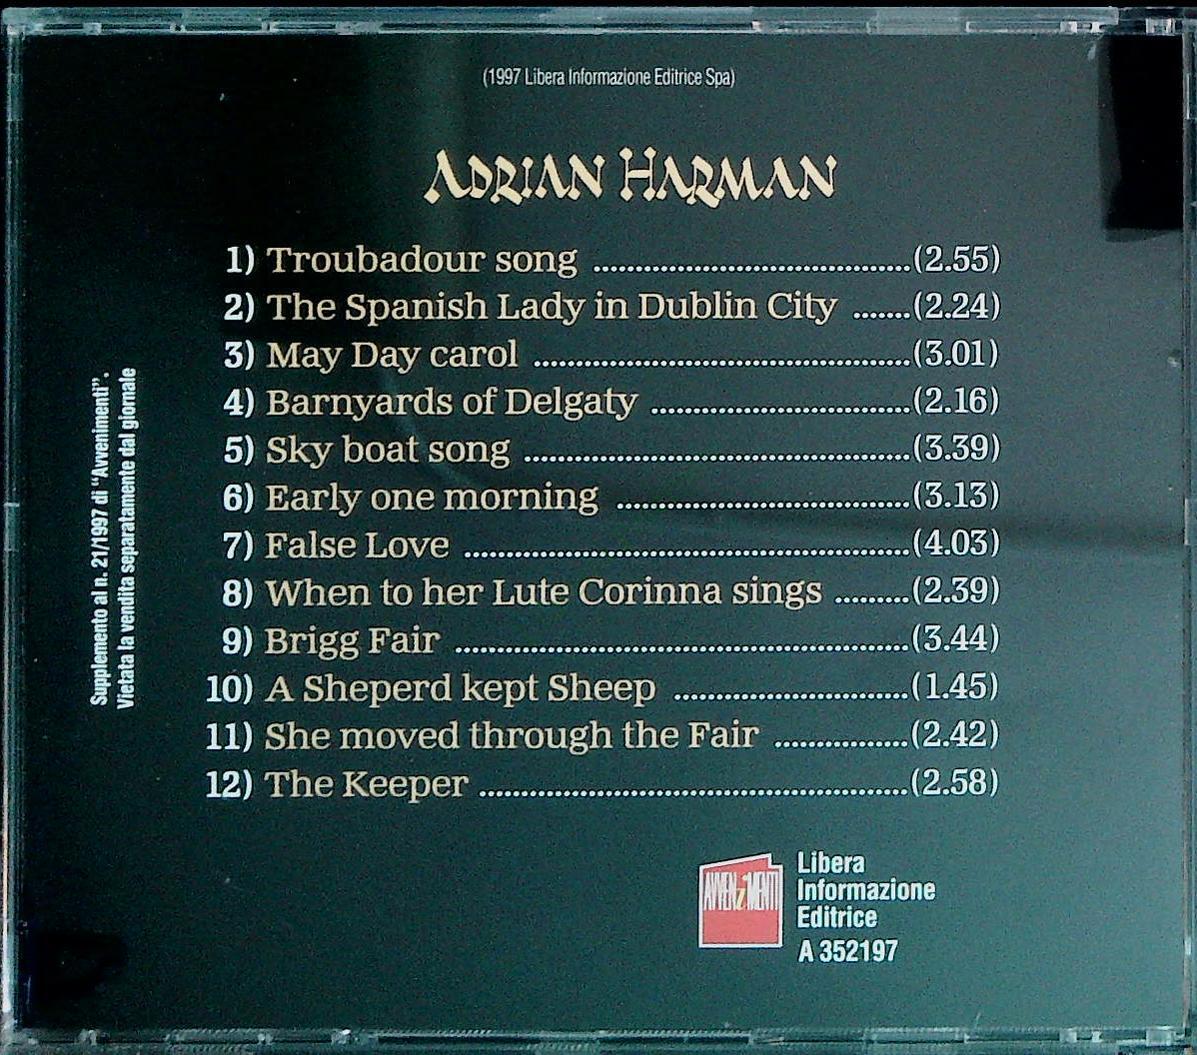 (1997 Libera Informazione Editrice Spa)
ADRIAN HARMAN
1) Troubadour song ......................................(2.55)
2) The Spanish Lady in Dublin City .......(2.24)
3) May Day carol .............................................(3.01)
4) Barnyards of Delgaty ...............................(2.16)
5) Sky boat song ..............................................(3.39)
6) Early one morning ...................................(3.13)
7) False Love .....................................................(4.03)
8) When to her Lute Corinna sings .........(2.39)
9) Brigg Fair ......................................................(3.44)
10) A Sheperd kept Sheep ............................(1.45)
11) She moved through the Fair ................(2.42)
12) The Keeper ...................................................(2.58)
Supplemento al n. 21/1997 di "Avvenimenti".
Vietata la vendita separatamente dal giornale
AVVENiMENTI
Libera
Informazione
Editrice
A 352197